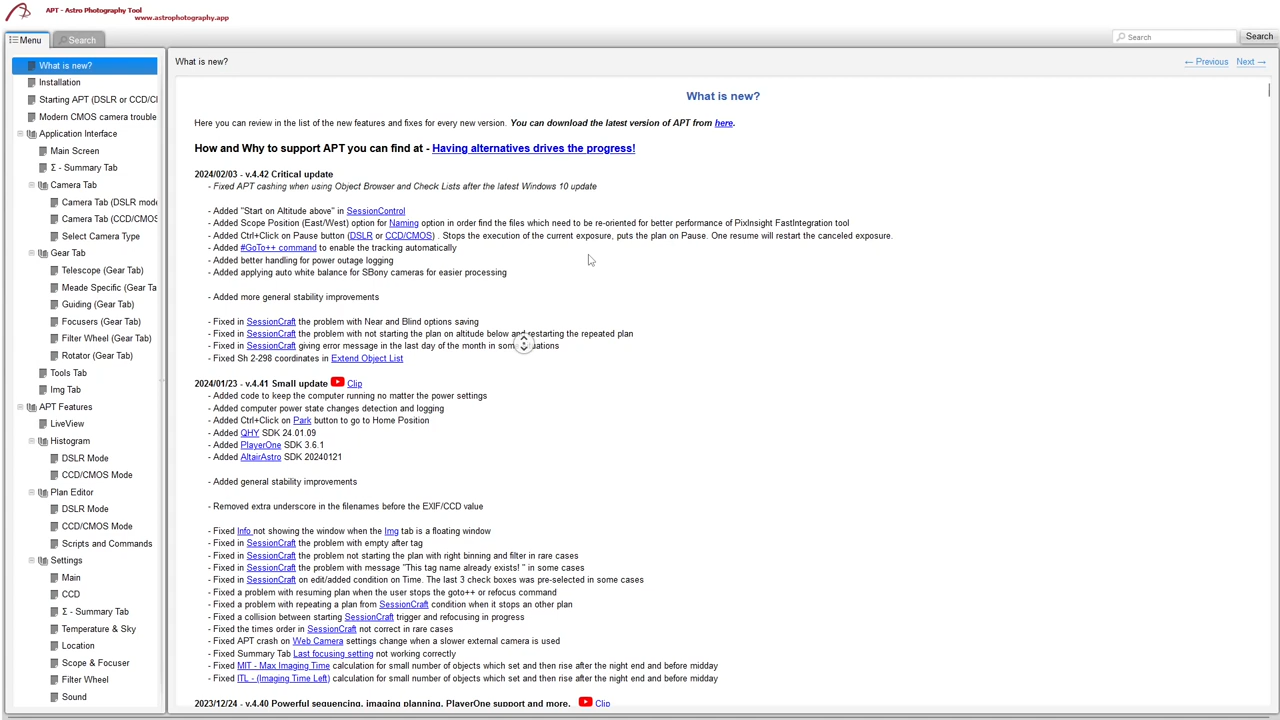 APT - Astro Photography Tool
www.astrophotography.app
Menu
Search
Search
Search
What is new?
Installation
Starting APT (DSLR or CCD/Cl
Modern CMOS camera trouble
Application Interface
Main Screen
Σ - Summary Tab
Camera Tab
Camera Tab (DSLR mode
Camera Tab (CCD/CMOS
Select Camera Type
Gear Tab
Telescope (Gear Tab)
Meade Specific (Gear Ta
Guiding (Gear Tab)
Focusers (Gear Tab)
Filter Wheel (Gear Tab)
Rotator (Gear Tab)
Tools Tab
Img Tab
APT Features
LiveView
Histogram
DSLR Mode
CCD/CMOS Mode
Plan Editor
DSLR Mode
CCD/CMOS Mode
Scripts and Commands
Settings
Main
CCD
Σ - Summary Tab
Temperature & Sky
Location
Scope & Focuser
Filter Wheel
Sound
What is new?
← Previous Next →
What is new?
Here you can review in the list of the new features and fixes for every new version. You can download the latest version of APT from here.
How and Why to support APT you can find at - Having alternatives drives the progress!
2024/02/03 - v.4.42 Critical update
- Fixed APT cashing when using Object Browser and Check Lists after the latest Windows 10 update
- Added "Start on Altitude above" in SessionControl
- Added Scope Position (East/West) option for Naming option in order find the files which need to be re-oriented for better performance of PixInsight FastIntegration tool
- Added Ctrl+Click on Pause button (DSLR or CCD/CMOS) . Stops the execution of the current exposure, puts the plan on Pause. One resume will restart the canceled exposure.
- Added #GoTo++ command to enable the tracking automatically
- Added better handling for power outage logging
- Added applying auto white balance for SBony cameras for easier processing
- Added more general stability improvements
- Fixed in SessionCraft the problem with Near and Blind options saving
- Fixed in SessionCraft the problem with not starting the plan on altitude below and restarting the repeated plan
- Fixed in SessionCraft giving error message in the last day of the month in som ations
- Fixed Sh 2-298 coordinates in Extend Object List
2024/01/23 - v.4.41 Small update Clip
- Added code to keep the computer running no matter the power settings
- Added computer power state changes detection and logging
- Added Ctrl+Click on Park button to go to Home Position
- Added QHY SDK 24.01.09
- Added PlayerOne SDK 3.6.1
- Added AltairAstro SDK 20240121
- Added general stability improvements
- Removed extra underscore in the filenames before the EXIF/CCD value
- Fixed Info not showing the window when the Img tab is a floating window
- Fixed in SessionCraft the problem with empty after tag
- Fixed in SessionCraft the problem not starting the plan with right binning and filter in rare cases
- Fixed in SessionCraft the problem with message "This tag name already exists! " in some cases
- Fixed in SessionCraft on edit/added condition on Time. The last 3 check boxes was pre-selected in some cases
- Fixed a problem with resuming plan when the user stops the goto++ or refocus command
- Fixed a problem with repeating a plan from SessionCraft condition when it stops an other plan
- Fixed a collision between starting SessionCraft trigger and refocusing in progress
- Fixed the times order in SessionCraft not correct in rare cases
- Fixed APT crash on Web Camera settings change when a slower external camera is used
- Fixed Summary Tab Last focusing setting not working correctly
- Fixed MIT - Max Imaging Time calculation for small number of objects which set and then rise after the night end and before midday
- Fixed ITL - (Imaging Time Left) calculation for small number of objects which set and then rise after the night end and before midday
2023/12/24 - v.4.40 Powerful sequencing, imaging planning, PlayerOne support and more. Clip